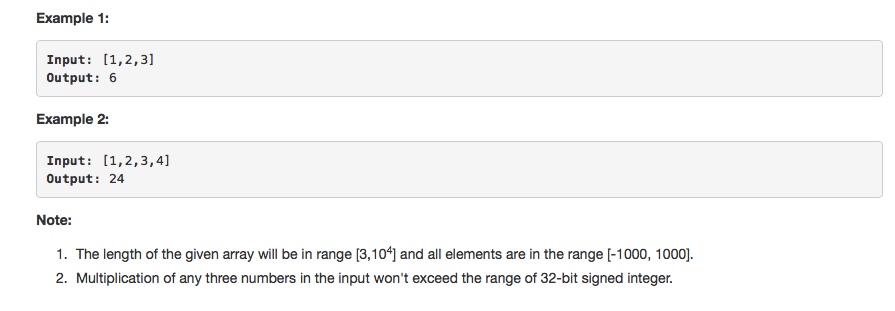 Example 1:
Input: [1,2,3]
Output: 6
Example 2:
Input: [1,2,3,4]
Output: 24
Note:
1. The length of the given array will be in range [3,10⁴] and all elements are in the range [-1000, 1000].
2. Multiplication of any three numbers in the input won't exceed the range of 32-bit signed integer.